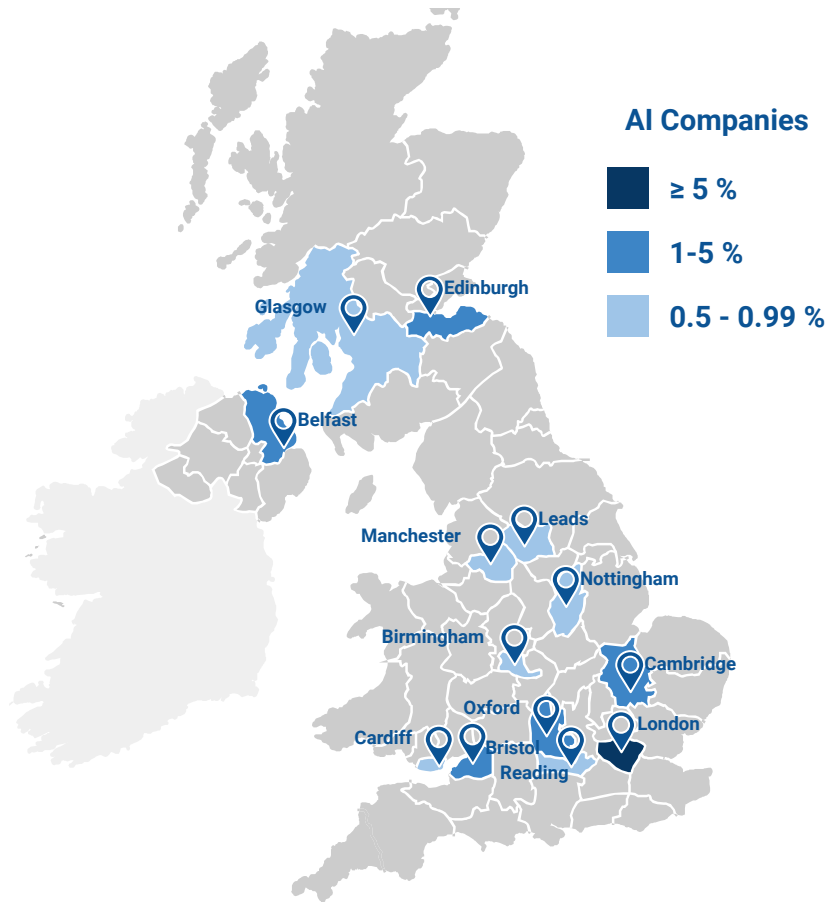 AI Companies
≥ 5 %
1-5 %
0.5 - 0.99 %
Edinburgh
Glasgow
Belfast
Leads
Manchester
Nottingham
Birmingham
Cambridge
Oxford
London
Cardiff
Bristol
Reading